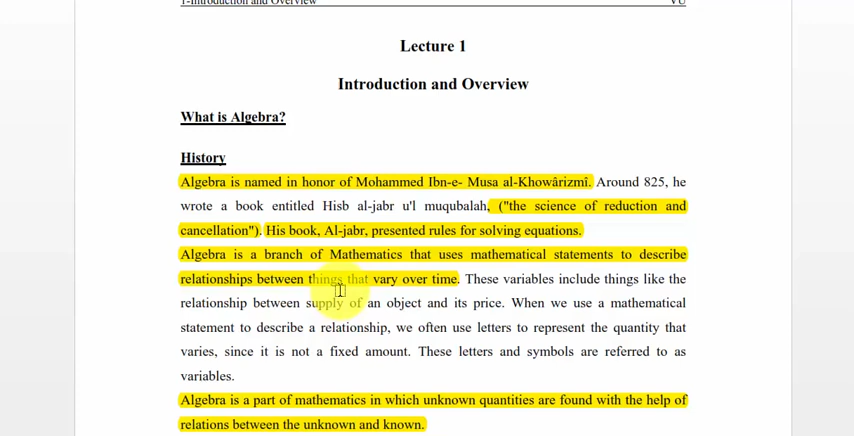 1-Introduction and Overview VU
Lecture 1
Introduction and Overview
What is Algebra?
History
Algebra is named in honor of Mohammed Ibn-e- Musa al-Khowârizmî. Around 825, he
wrote a book entitled Hisb al-jabr u'l muqubalah, ("the science of reduction and
cancellation"). His book, Al-jabr, presented rules for solving equations.
Algebra is a branch of Mathematics that uses mathematical statements to describe
relationships between things that vary over time. These variables include things like the
relationship between supply of an object and its price. When we use a mathematical
statement to describe a relationship, we often use letters to represent the quantity that
varies, since it is not a fixed amount. These letters and symbols are referred to as
variables.
Algebra is a part of mathematics in which unknown quantities are found with the help of
relations between the unknown and known.